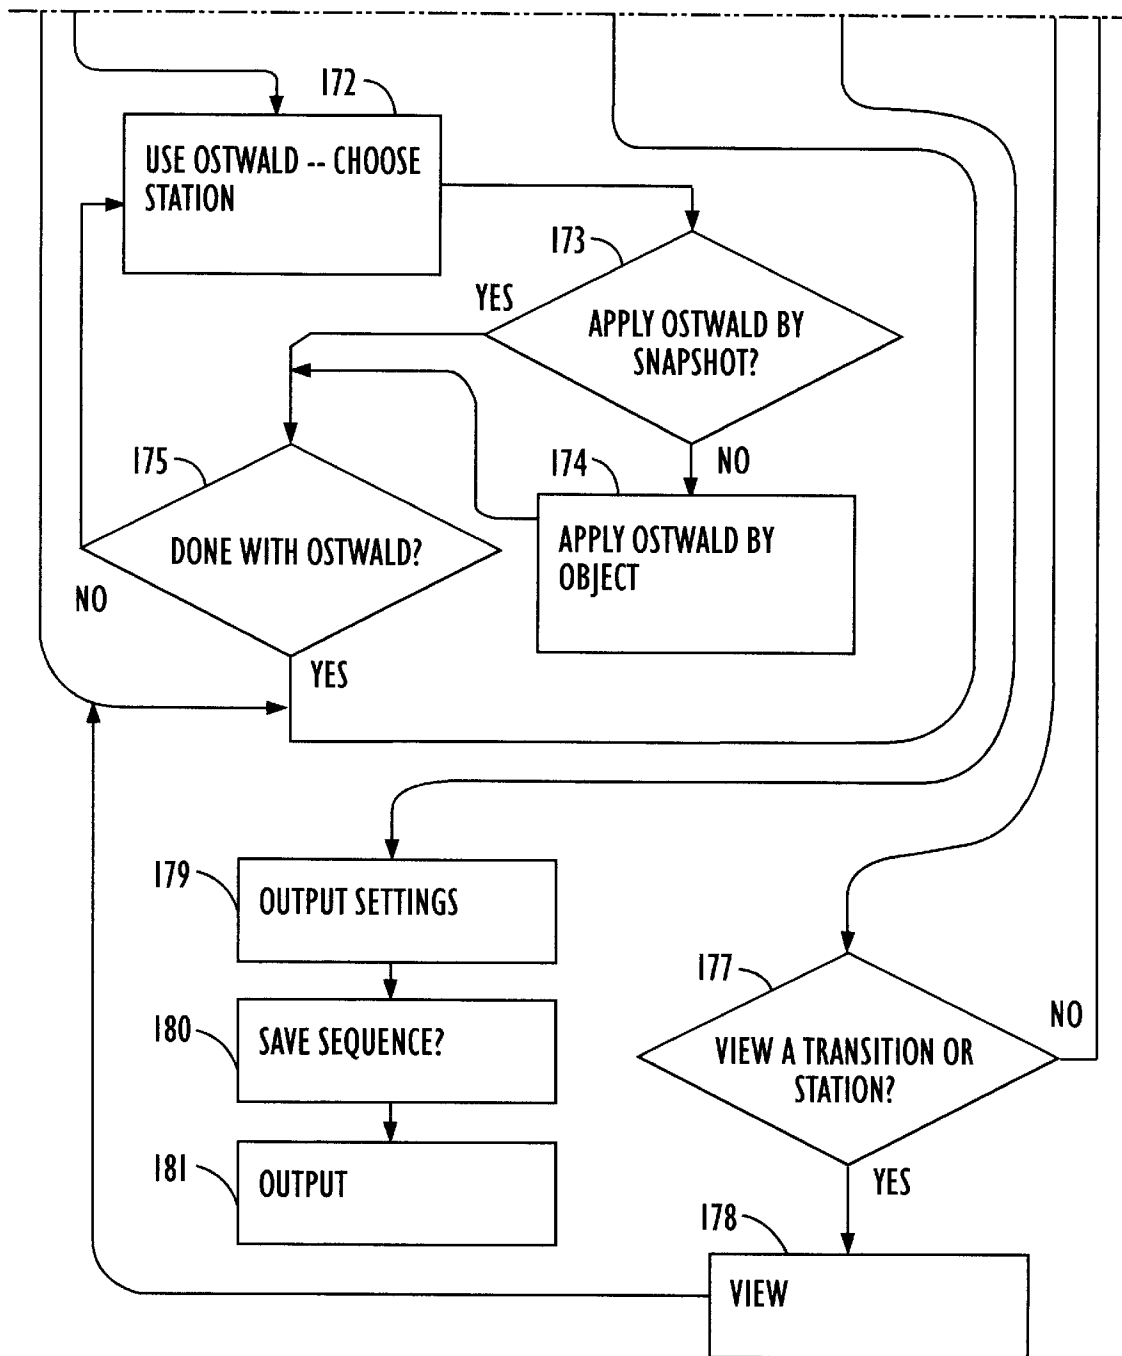 172
USE OSTWALD -- CHOOSE
STATION
173
YES
APPLY OSTWALD BY
SNAPSHOT?
NO
175
DONE WITH OSTWALD?
NO
YES
174
APPLY OSTWALD BY
OBJECT
179
OUTPUT SETTINGS
180
SAVE SEQUENCE?
181
OUTPUT
177
NO
VIEW A TRANSITION OR
STATION?
YES
178
VIEW